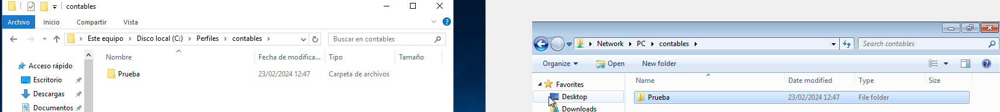 contables
Archivo Inicio Compartir Vista
Este equipo Disco local (C:) Perfiles contables
Buscar en contables
Nombre Fecha de modifica... Tipo Tamaño
Acceso rápido
Prueba 23/02/2024 12:47 Carpeta de archivos
Escritorio
Descargas
Documentos
Network PC contables
Search contables
Organize Open New folder
Name Date modified Type Size
Favorites
Prueba 23/02/2024 12:47 File folder
Desktop
Downloads